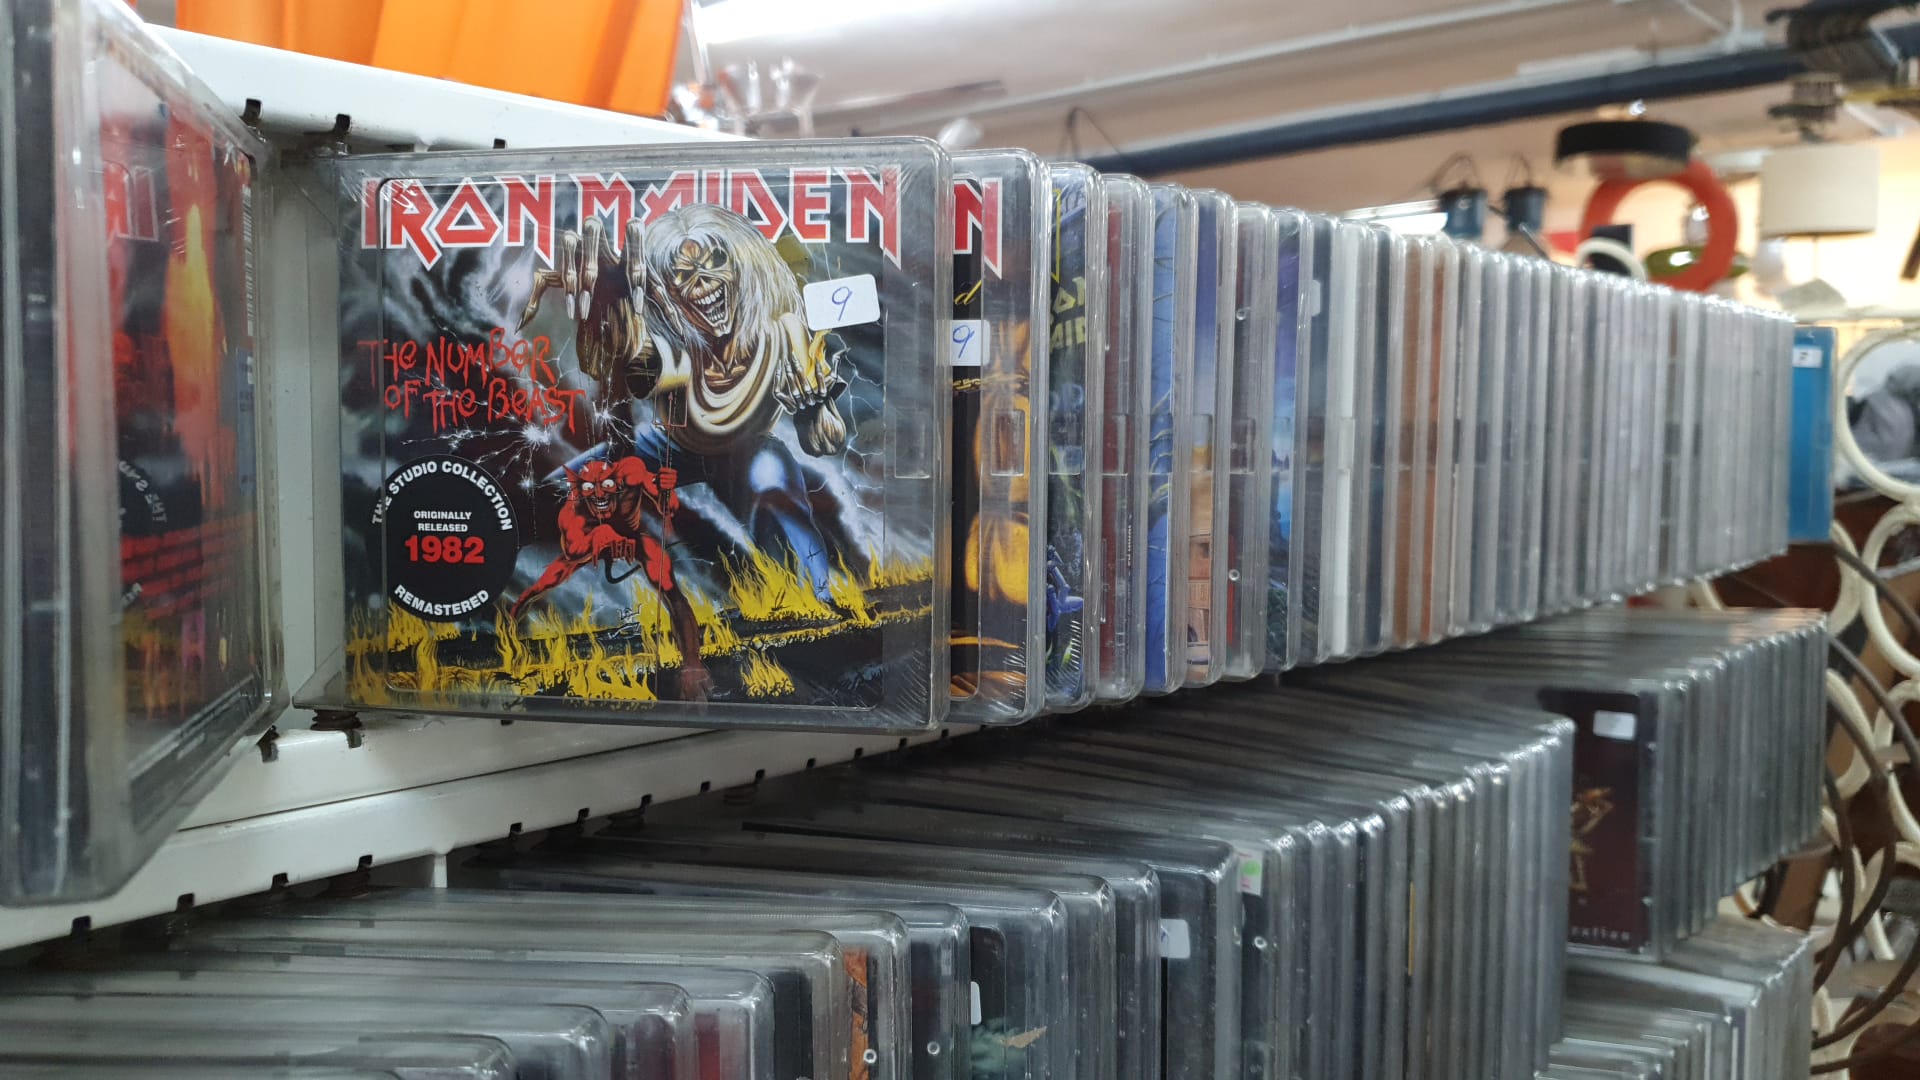 IRON MAIDEN
9
THE NUMBER
OF THE BEAST
THE STUDIO COLLECTION
ORIGINALLY
RELEASED
1982
REMASTERED
N
9